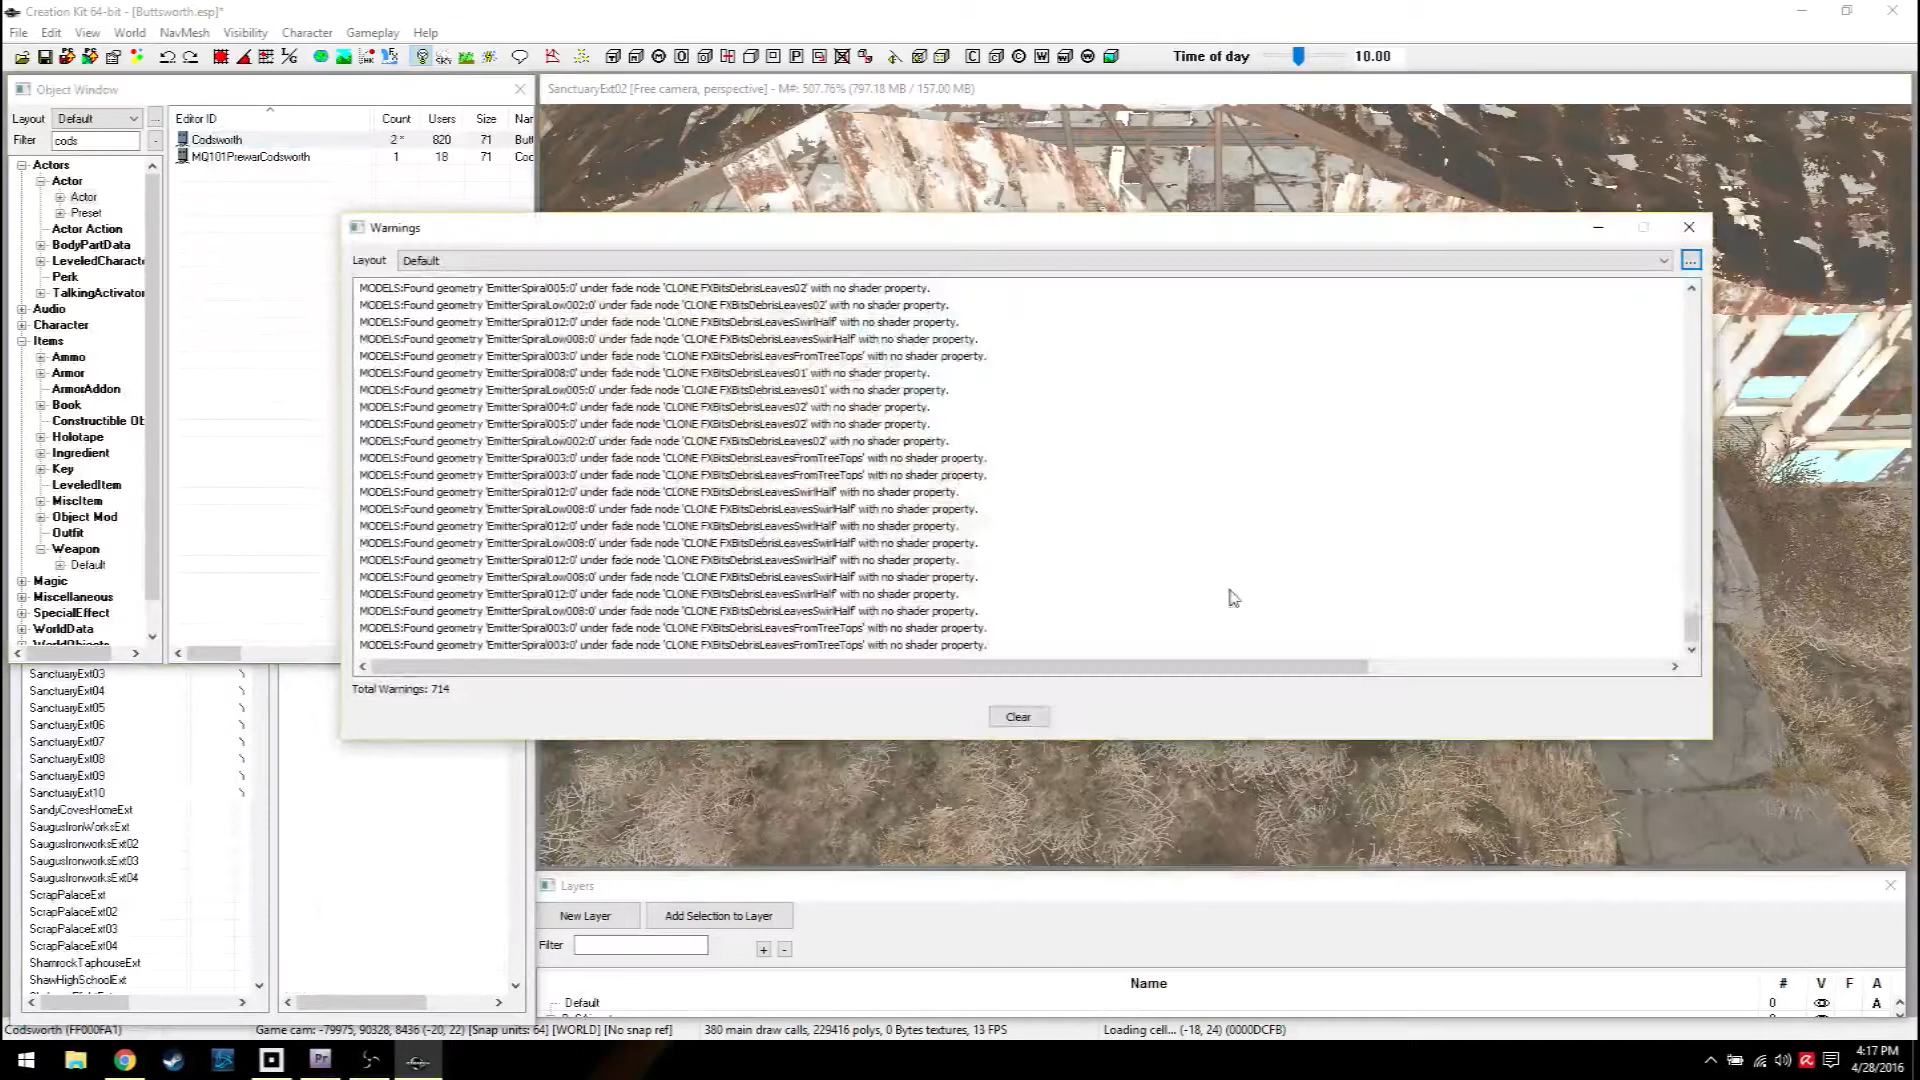 Creation Kit 64-bit - [Buttsworth.esp]*
File Edit View World NavMesh Visibility Character Gameplay Help
Time of day 10.00
Object Window
SanctuaryExt02 [Free camera, perspective] - M#: 507.76% (797.18 MB / 157.00 MB)
Layout Default ...
Filter cods
Editor ID Count Users Size Nar
Codsworth 2 * 820 71 Butt
MQ101PrewarCodsworth 1 18 71 Coc
Actors
Actor
Actor
Preset
Actor Action
BodyPartData
LeveledCharact
Perk
TalkingActivator
Audio
Character
Items
Ammo
Armor
ArmorAddon
Book
Constructible Ob
Holotape
Ingredient
Key
LeveledItem
MiscItem
Object Mod
Outfit
Weapon
Default
Magic
Miscellaneous
SpecialEffect
WorldData
WorldObjects
Warnings
Layout Default ...
MODELS:Found geometry 'EmitterSpiral005:0' under fade node 'CLONE FXBitsDebrisLeaves02' with no shader property.
MODELS:Found geometry 'EmitterSpiralLow002:0' under fade node 'CLONE FXBitsDebrisLeaves02' with no shader property.
MODELS:Found geometry 'EmitterSpiral012:0' under fade node 'CLONE FXBitsDebrisLeavesSwirlHalf' with no shader property.
MODELS:Found geometry 'EmitterSpiralLow008:0' under fade node 'CLONE FXBitsDebrisLeavesSwirlHalf' with no shader property.
MODELS:Found geometry 'EmitterSpiral003:0' under fade node 'CLONE FXBitsDebrisLeavesFromTreeTops' with no shader property.
MODELS:Found geometry 'EmitterSpiral008:0' under fade node 'CLONE FXBitsDebrisLeaves01' with no shader property.
MODELS:Found geometry 'EmitterSpiralLow005:0' under fade node 'CLONE FXBitsDebrisLeaves01' with no shader property.
MODELS:Found geometry 'EmitterSpiral004:0' under fade node 'CLONE FXBitsDebrisLeaves02' with no shader property.
MODELS:Found geometry 'EmitterSpiral005:0' under fade node 'CLONE FXBitsDebrisLeaves02' with no shader property.
MODELS:Found geometry 'EmitterSpiralLow002:0' under fade node 'CLONE FXBitsDebrisLeaves02' with no shader property.
MODELS:Found geometry 'EmitterSpiral003:0' under fade node 'CLONE FXBitsDebrisLeavesFromTreeTops' with no shader property.
MODELS:Found geometry 'EmitterSpiral003:0' under fade node 'CLONE FXBitsDebrisLeavesFromTreeTops' with no shader property.
MODELS:Found geometry 'EmitterSpiral012:0' under fade node 'CLONE FXBitsDebrisLeavesSwirlHalf' with no shader property.
MODELS:Found geometry 'EmitterSpiralLow008:0' under fade node 'CLONE FXBitsDebrisLeavesSwirlHalf' with no shader property.
MODELS:Found geometry 'EmitterSpiral012:0' under fade node 'CLONE FXBitsDebrisLeavesSwirlHalf' with no shader property.
MODELS:Found geometry 'EmitterSpiralLow008:0' under fade node 'CLONE FXBitsDebrisLeavesSwirlHalf' with no shader property.
MODELS:Found geometry 'EmitterSpiral012:0' under fade node 'CLONE FXBitsDebrisLeavesSwirlHalf' with no shader property.
MODELS:Found geometry 'EmitterSpiralLow008:0' under fade node 'CLONE FXBitsDebrisLeavesSwirlHalf' with no shader property.
MODELS:Found geometry 'EmitterSpiral012:0' under fade node 'CLONE FXBitsDebrisLeavesSwirlHalf' with no shader property.
MODELS:Found geometry 'EmitterSpiralLow008:0' under fade node 'CLONE FXBitsDebrisLeavesSwirlHalf' with no shader property.
MODELS:Found geometry 'EmitterSpiral003:0' under fade node 'CLONE FXBitsDebrisLeavesFromTreeTops' with no shader property.
MODELS:Found geometry 'EmitterSpiral003:0' under fade node 'CLONE FXBitsDebrisLeavesFromTreeTops' with no shader property.
Total Warnings: 714
Clear
SanctuaryExt03
SanctuaryExt04
SanctuaryExt05
SanctuaryExt06
SanctuaryExt07
SanctuaryExt08
SanctuaryExt09
SanctuaryExt10
SandyCovesHomeExt
SaugusIronWorksExt
SaugusIronworksExt02
SaugusIronworksExt03
SaugusIronworksExt04
ScrapPalaceExt
ScrapPalaceExt02
ScrapPalaceExt03
ScrapPalaceExt04
ShamrockTaphouseExt
ShawHighSchoolExt
Layers
New Layer Add Selection to Layer
Filter + -
Name # V F A
Default 0 A
Codsworth (FF000FA1) Game cam: -79975, 90328, 8436 (-20, 22) [Snap units: 64] [WORLD] [No snap ref] 380 main draw calls, 229416 polys, 0 Bytes textures, 13 FPS Loading cell... (-18, 24) (0000DCFB)
Pr
4:17 PM
4/28/2016